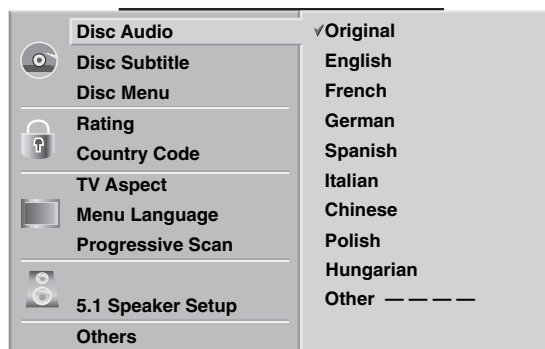 Disc Audio
Disc Subtitle
Disc Menu
Rating
Country Code
TV Aspect
Menu Language
Progressive Scan
5.1 Speaker Setup
Others
✓Original
English
French
German
Spanish
Italian
Chinese
Polish
Hungarian
Other — — — —